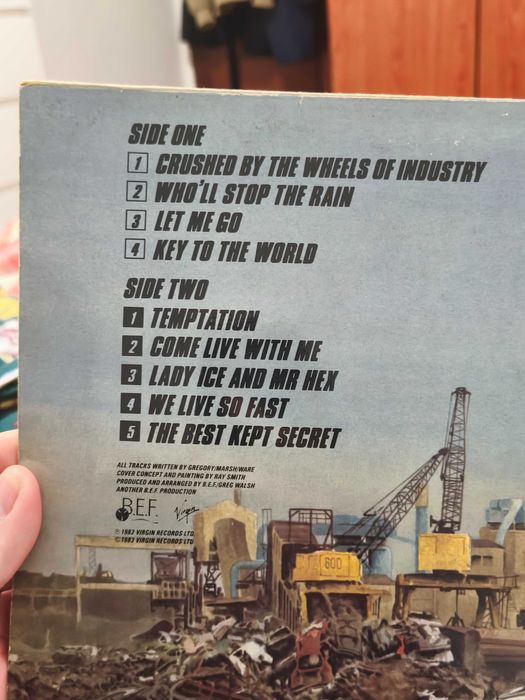 SIDE ONE
1 CRUSHED BY THE WHEELS OF INDUSTRY
2 WHO'LL STOP THE RAIN
3 LET ME GO
4 KEY TO THE WORLD
SIDE TWO
1 TEMPTATION
2 COME LIVE WITH ME
3 LADY ICE AND MR HEX
4 WE LIVE SO FAST
5 THE BEST KEPT SECRET
ALL TRACKS WRITTEN BY GREGORY/MARSH/WARE
COVER CONCEPT AND PAINTING BY RAY SMITH
PRODUCED AND ARRANGED BY B.E.F./GREG WALSH
ANOTHER B.E.F. PRODUCTION
B.E.F. Virgin
℗ 1982 VIRGIN RECORDS LTD
© 1983 VIRGIN RECORDS LTD
600